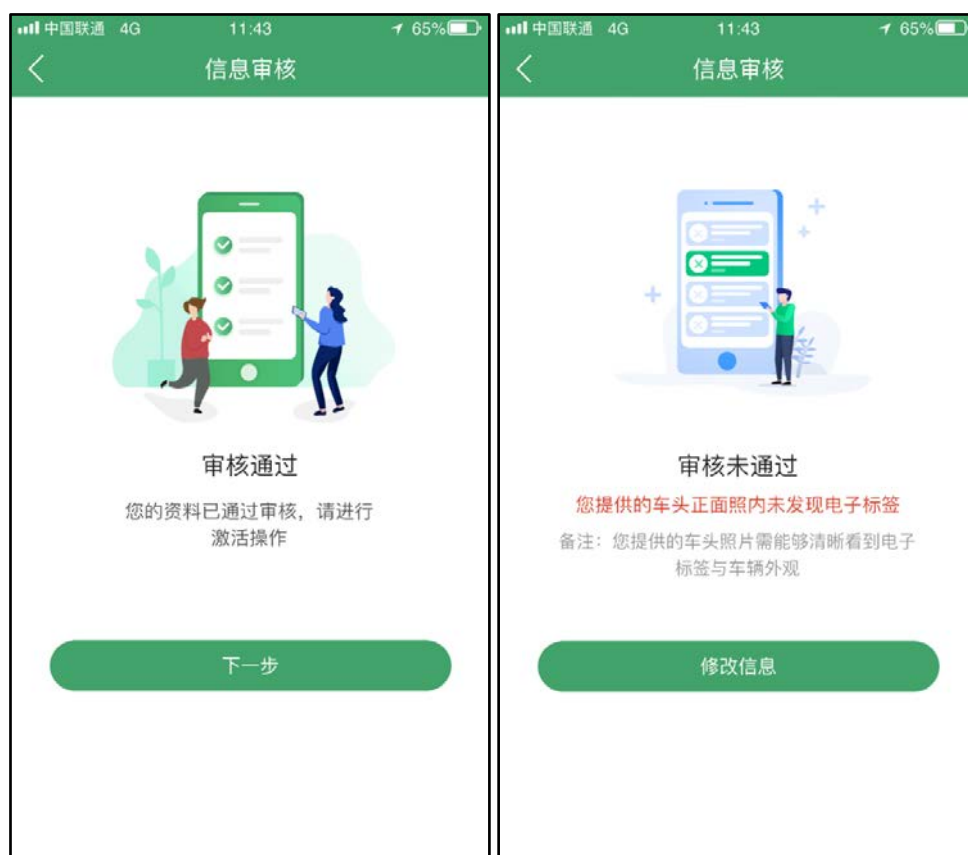 中国联通 4G 11:43 65%
信息审核
审核通过
您的资料已通过审核，请进行
激活操作
下一步
中国联通 4G 11:43 65%
信息审核
审核未通过
您提供的车头正面照内未发现电子标签
备注：您提供的车头照片需能够清晰看到电子
标签与车辆外观
修改信息